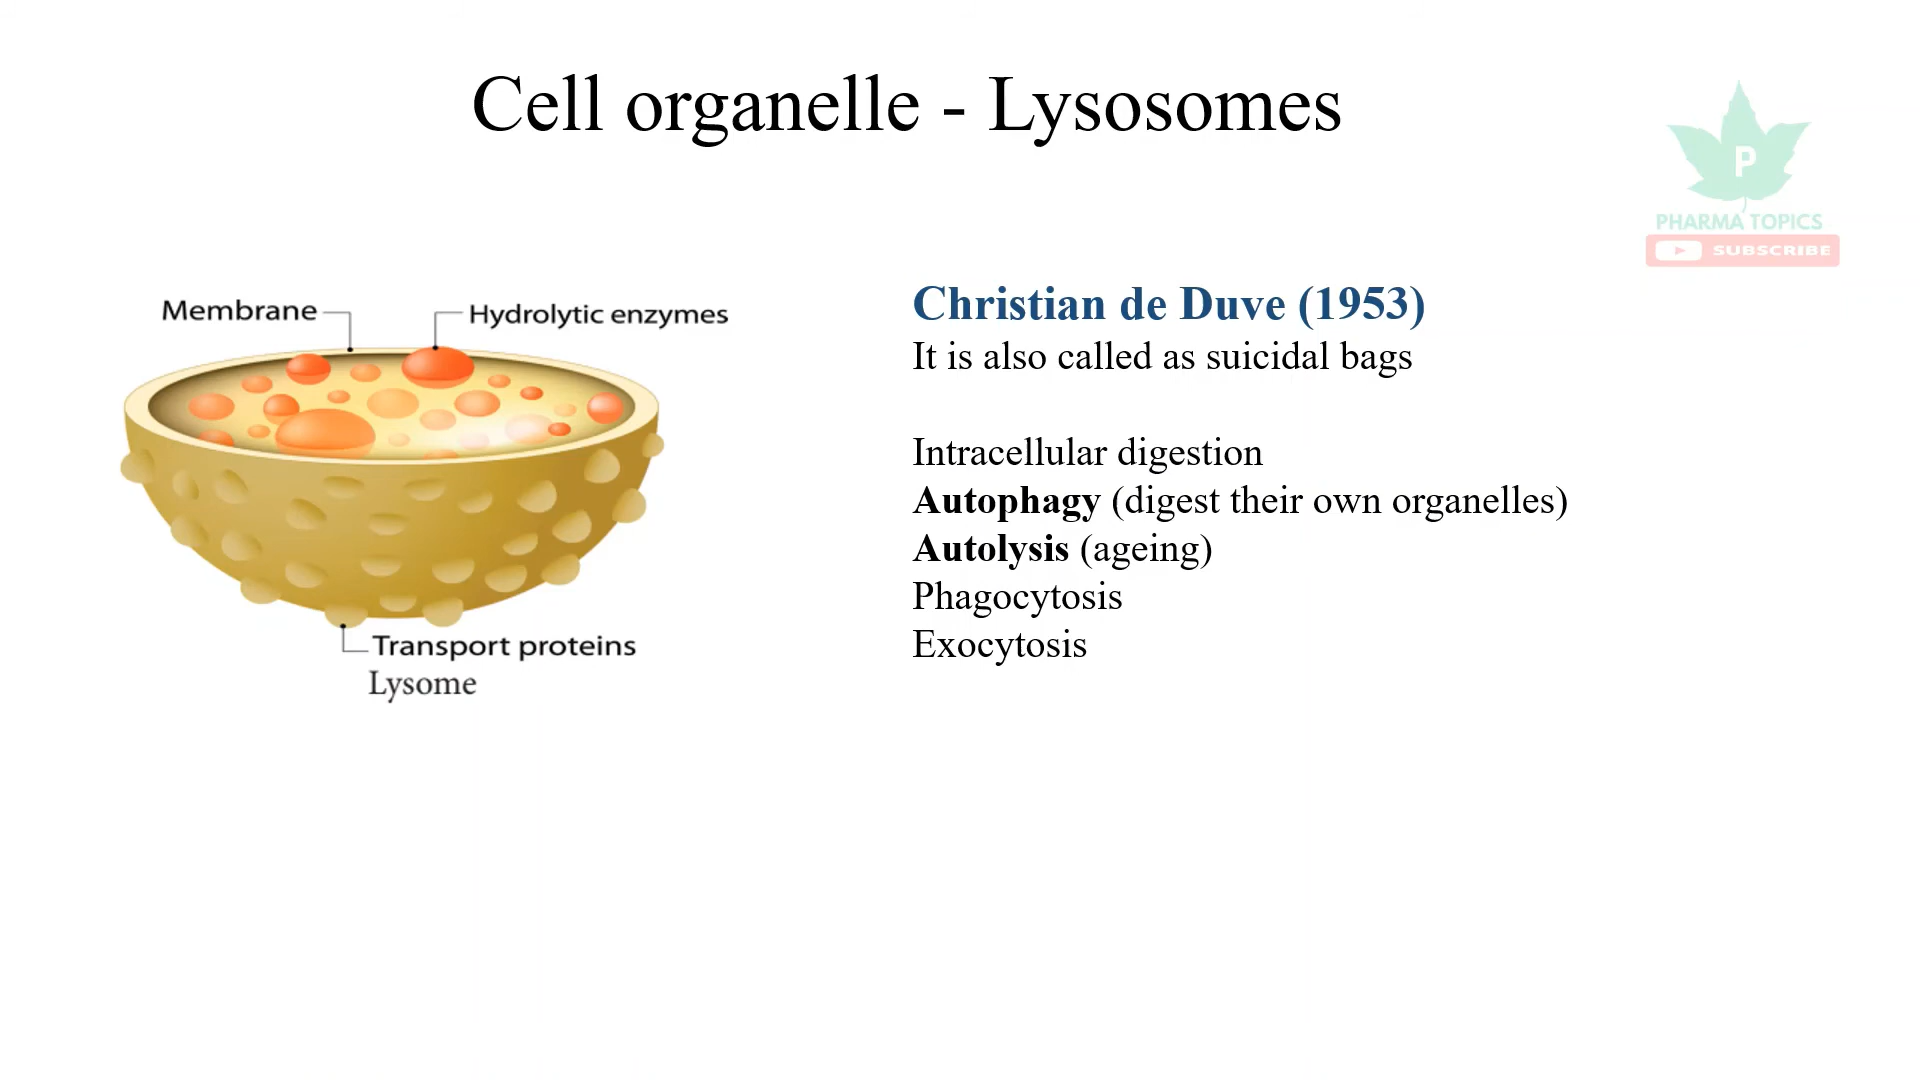 Cell organelle - Lysosomes
P
PHARMA TOPICS
SUBSCRIBE
Membrane
Hydrolytic enzymes
Transport proteins
Lysome
Christian de Duve (1953)
It is also called as suicidal bags
Intracellular digestion
Autophagy (digest their own organelles)
Autolysis (ageing)
Phagocytosis
Exocytosis